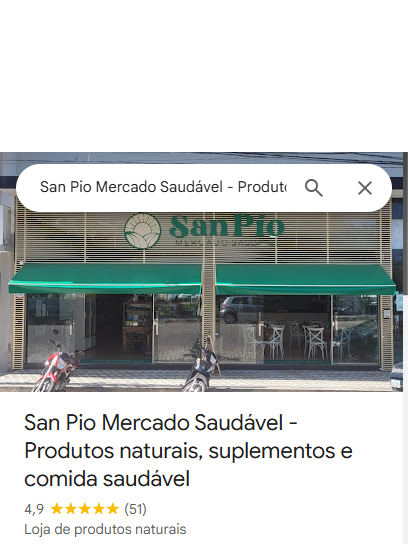 San Pio Mercado Saudável - Produt
San Pio
MERCADO SAUDÁVEL
San Pio Mercado Saudável -
Produtos naturais, suplementos e
comida saudável
4,9 ★★★★★ (51)
Loja de produtos naturais